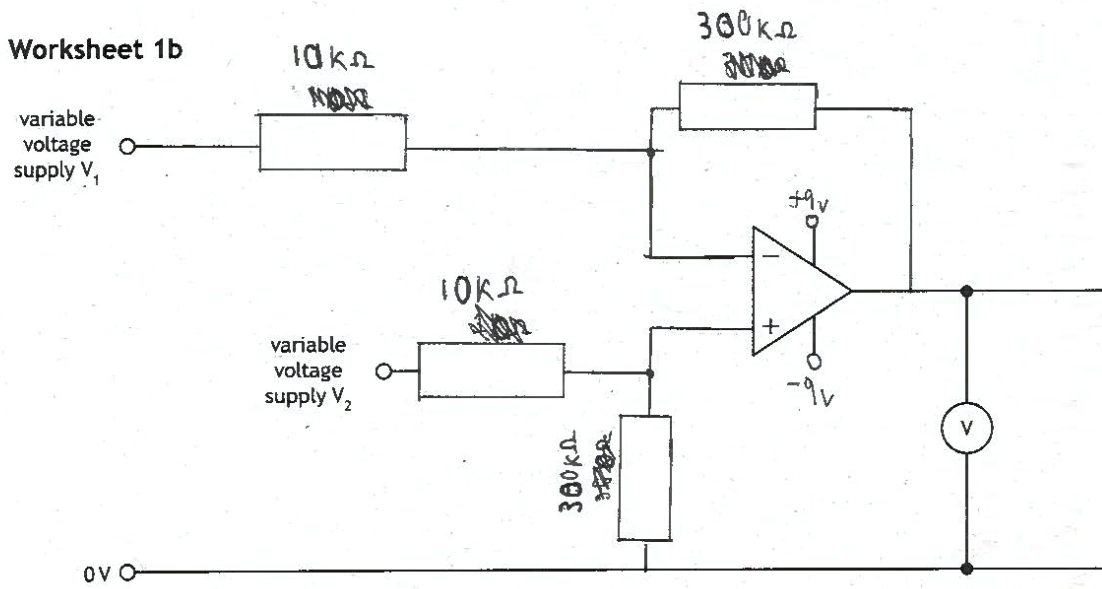 Worksheet 1b
10kΩ
300kΩ
variable
voltage
supply V₁
+9V
−
10kΩ
+
variable
voltage
supply V₂
-9V
V
300kΩ
0V